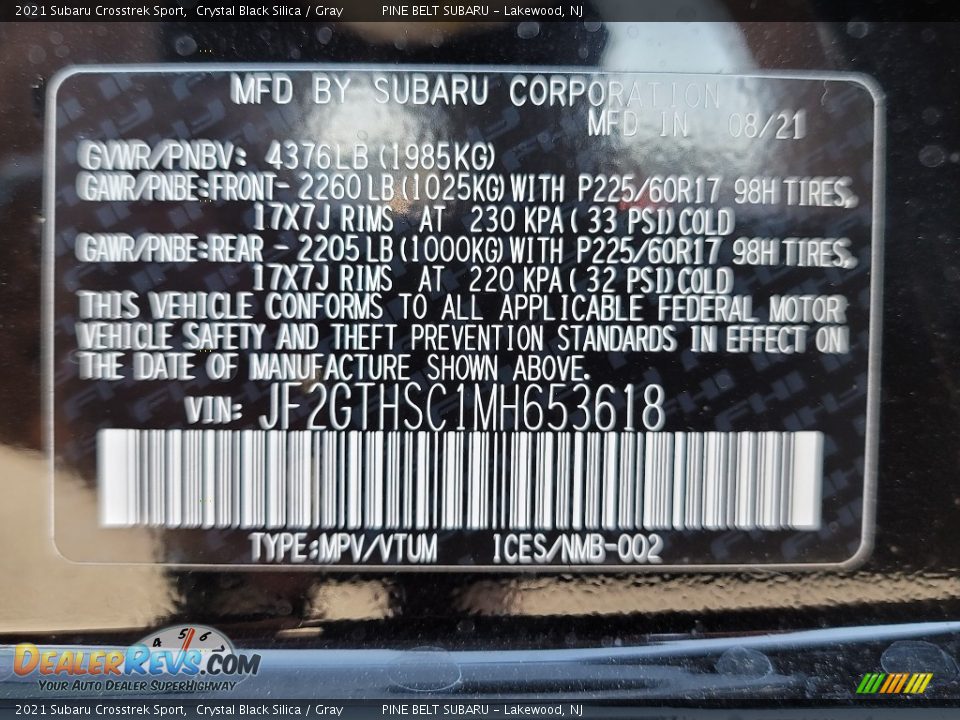 2021 Subaru Crosstrek Sport, Crystal Black Silica / Gray PINE BELT SUBARU - Lakewood, NJ
MFD BY SUBARU CORPORATION
MFD IN 08/21
GVWR/PNBV: 4376LB (1985KG)
GAWR/PNBE:FRONT- 2260 LB (1025KG) WITH P225/60R17 98H TIRES,
17X7J RIMS AT 230 KPA ( 33 PSI) COLD
GAWR/PNBE:REAR - 2205 LB (1000KG) WITH P225/60R17 98H TIRES,
17X7J RIMS AT 220 KPA ( 32 PSI) COLD
THIS VEHICLE CONFORMS TO ALL APPLICABLE FEDERAL MOTOR
VEHICLE SAFETY AND THEFT PREVENTION STANDARDS IN EFFECT ON
THE DATE OF MANUFACTURE SHOWN ABOVE.
VIN: JF2GTHSC1MH653618
TYPE:MPV/VTUM ICES/NMB-002
4 5 6
DEALERREVS.COM
YOUR AUTO DEALER SUPERHIGHWAY
2021 Subaru Crosstrek Sport, Crystal Black Silica / Gray PINE BELT SUBARU - Lakewood, NJ